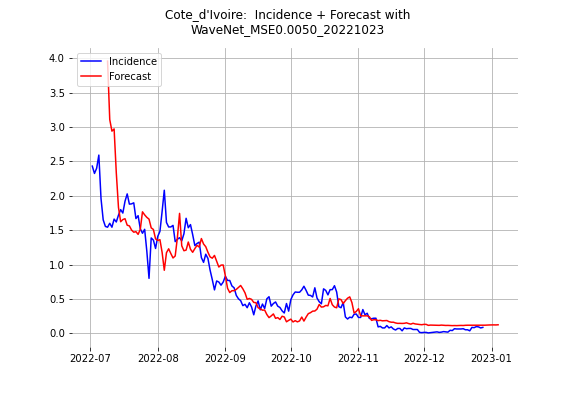 Cote_d'Ivoire:  Incidence + Forecast with
WaveNet_MSE0.0050_20221023
Incidence
Forecast
4.0
3.5
3.0
2.5
2.0
1.5
1.0
0.5
0.0
2022-07 2022-08 2022-09 2022-10 2022-11 2022-12 2023-01